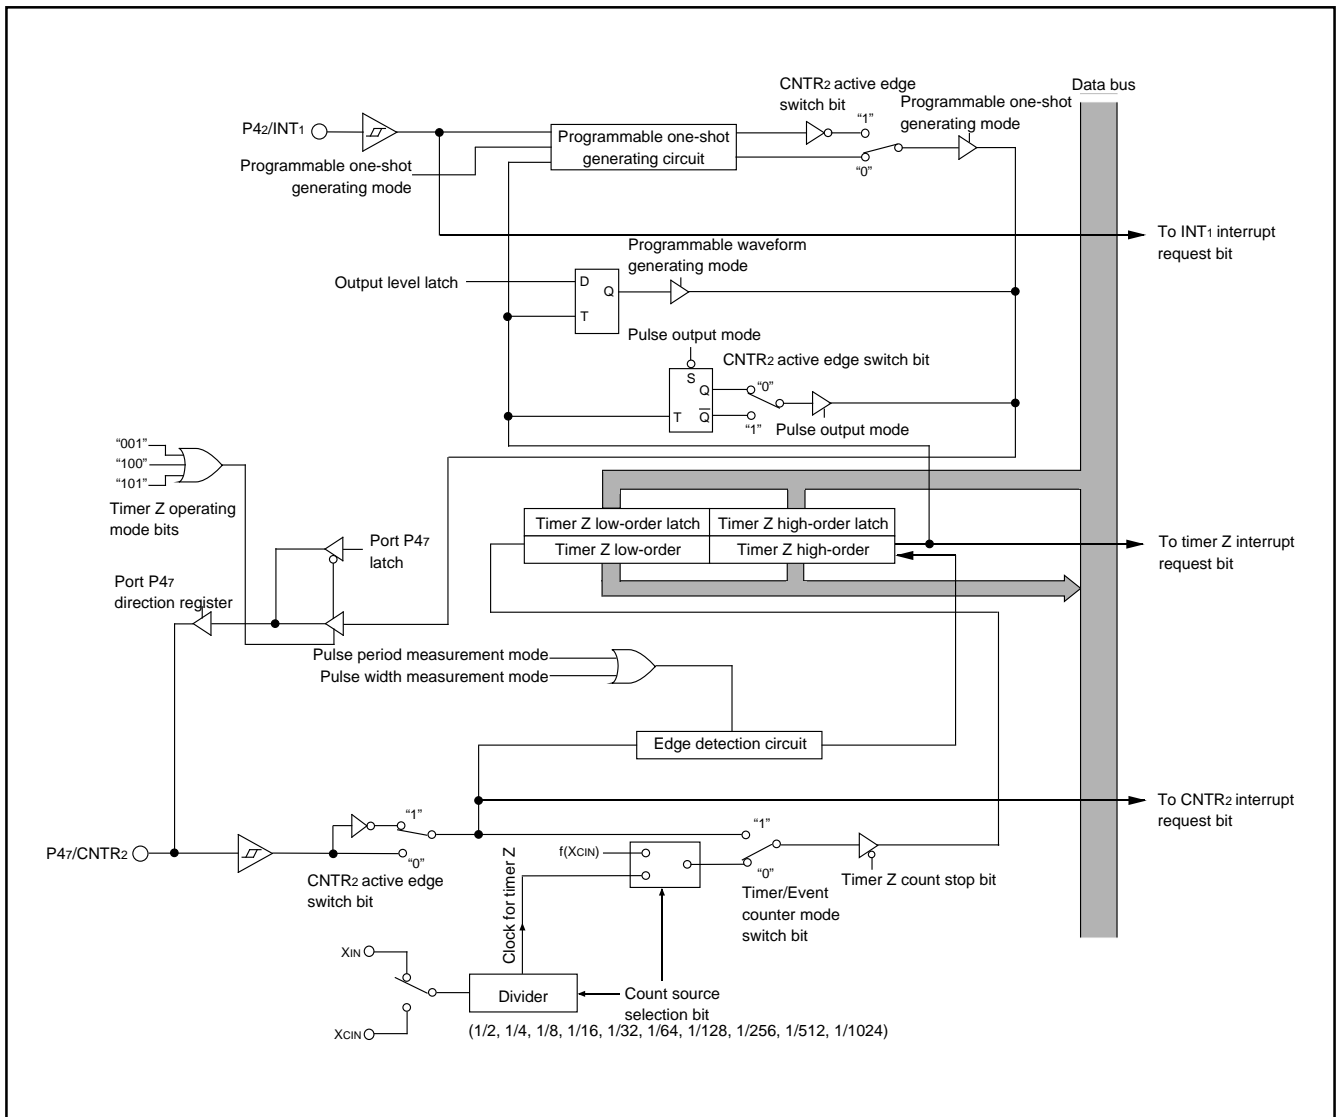 Data bus
CNTR2 active edge
switch bit
Programmable one-shot
generating mode
"1"
P42/INT1
Programmable one-shot
generating circuit
"0"
Programmable one-shot
generating mode
To INT1 interrupt
request bit
Programmable waveform
generating mode
Output level latch
D
Q
T
Pulse output mode
CNTR2 active edge switch bit
S
Q
"0"
T
Q
"1"
Pulse output mode
"001"
"100"
"101"
Timer Z operating
mode bits
Timer Z low-order latch
Timer Z high-order latch
Timer Z low-order
Timer Z high-order
To timer Z interrupt
request bit
Port P47
latch
Port P47
direction register
Pulse period measurement mode
Pulse width measurement mode
Edge detection circuit
To CNTR2 interrupt
request bit
"1"
"1"
P47/CNTR2
"0"
CNTR2 active edge
switch bit
Clock for timer Z
f(XCIN)
"0"
Timer/Event
counter mode
switch bit
Timer Z count stop bit
XIN
Divider
Count source
selection bit
XCIN
(1/2, 1/4, 1/8, 1/16, 1/32, 1/64, 1/128, 1/256, 1/512, 1/1024)